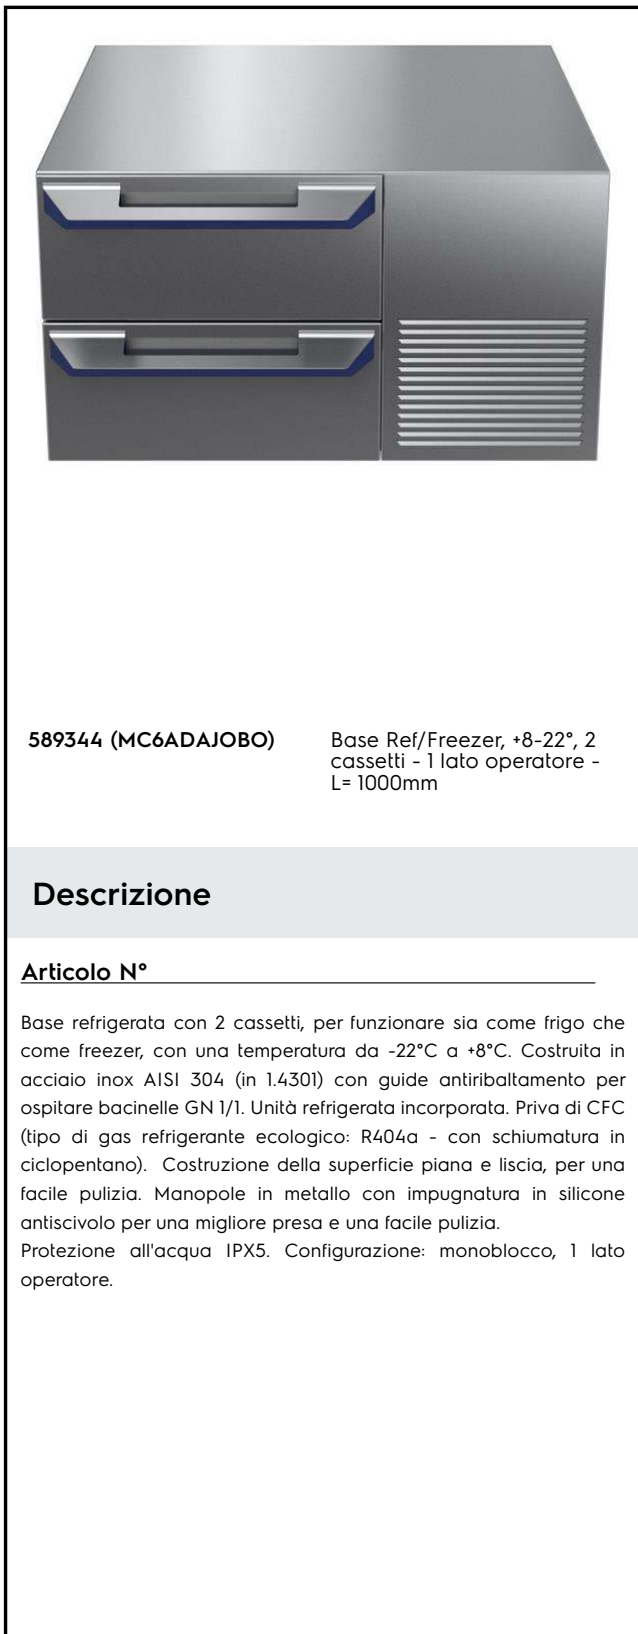 589344 (MC6ADAJOBO)
Base Ref/Freezer, +8-22°, 2
cassetti - 1 lato operatore -
L= 1000mm
Descrizione
Articolo N°
Base refrigerata con 2 cassetti, per funzionare sia come frigo che
come freezer, con una temperatura da -22°C a +8°C. Costruita in
acciaio inox AISI 304 (in 1.4301) con guide antiribaltamento per
ospitare bacinelle GN 1/1. Unità refrigerata incorporata. Priva di CFC
(tipo di gas refrigerante ecologico: R404a - con schiumatura in
ciclopentano). Costruzione della superficie piana e liscia, per una
facile pulizia. Manopole in metallo con impugnatura in silicone
antiscivolo per una migliore presa e una facile pulizia.
Protezione all'acqua IPX5. Configurazione: monoblocco, 1 lato
operatore.